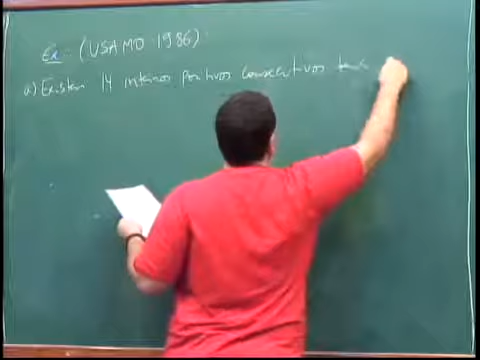 Ex: (USAMO 1986)
a) Existem 14 inteiros positivos consecutivos